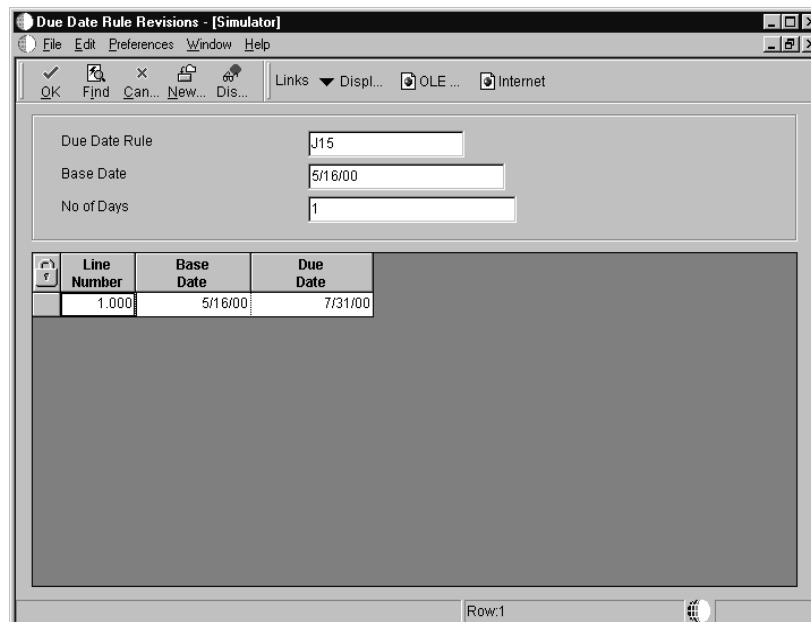 Due Date Rule Revisions - [Simulator]
File Edit Preferences Window Help
OK Find Can... New... Dis... Links Displ... OLE ... Internet
Due Date Rule J15
Base Date 5/16/00
No of Days 1
Line Number Base Date Due Date
1.000 5/16/00 7/31/00
Row:1